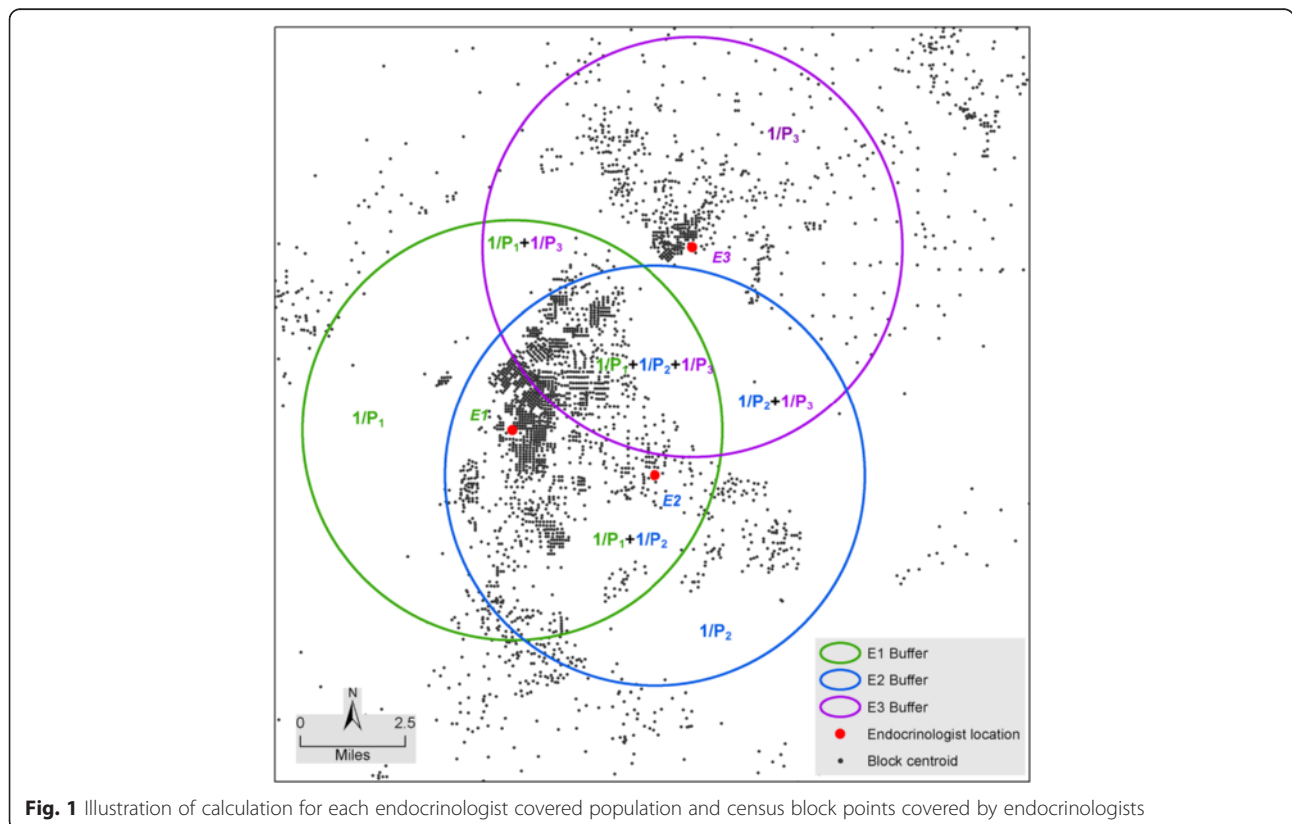 1/P₃
1/P₁+1/P₃
E3
1/P₁+1/P₂+1/P₃
1/P₂+1/P₃
1/P₁
E1
E2
1/P₁+1/P₂
1/P₂
N
0 2.5
Miles
E1 Buffer
E2 Buffer
E3 Buffer
Endocrinologist location
Block centroid
Fig. 1 Illustration of calculation for each endocrinologist covered population and census block points covered by endocrinologists